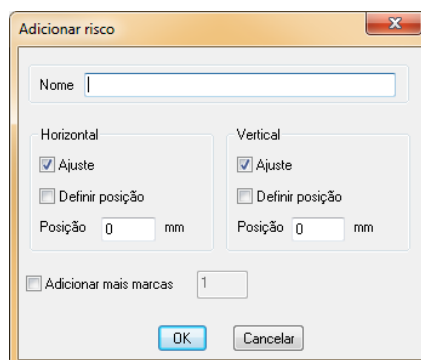 Adicionar risco
Nome
Horizontal Vertical
Ajuste Ajuste
Definir posição Definir posição
Posição 0 mm Posição 0 mm
Adicionar mais marcas 1
OK Cancelar